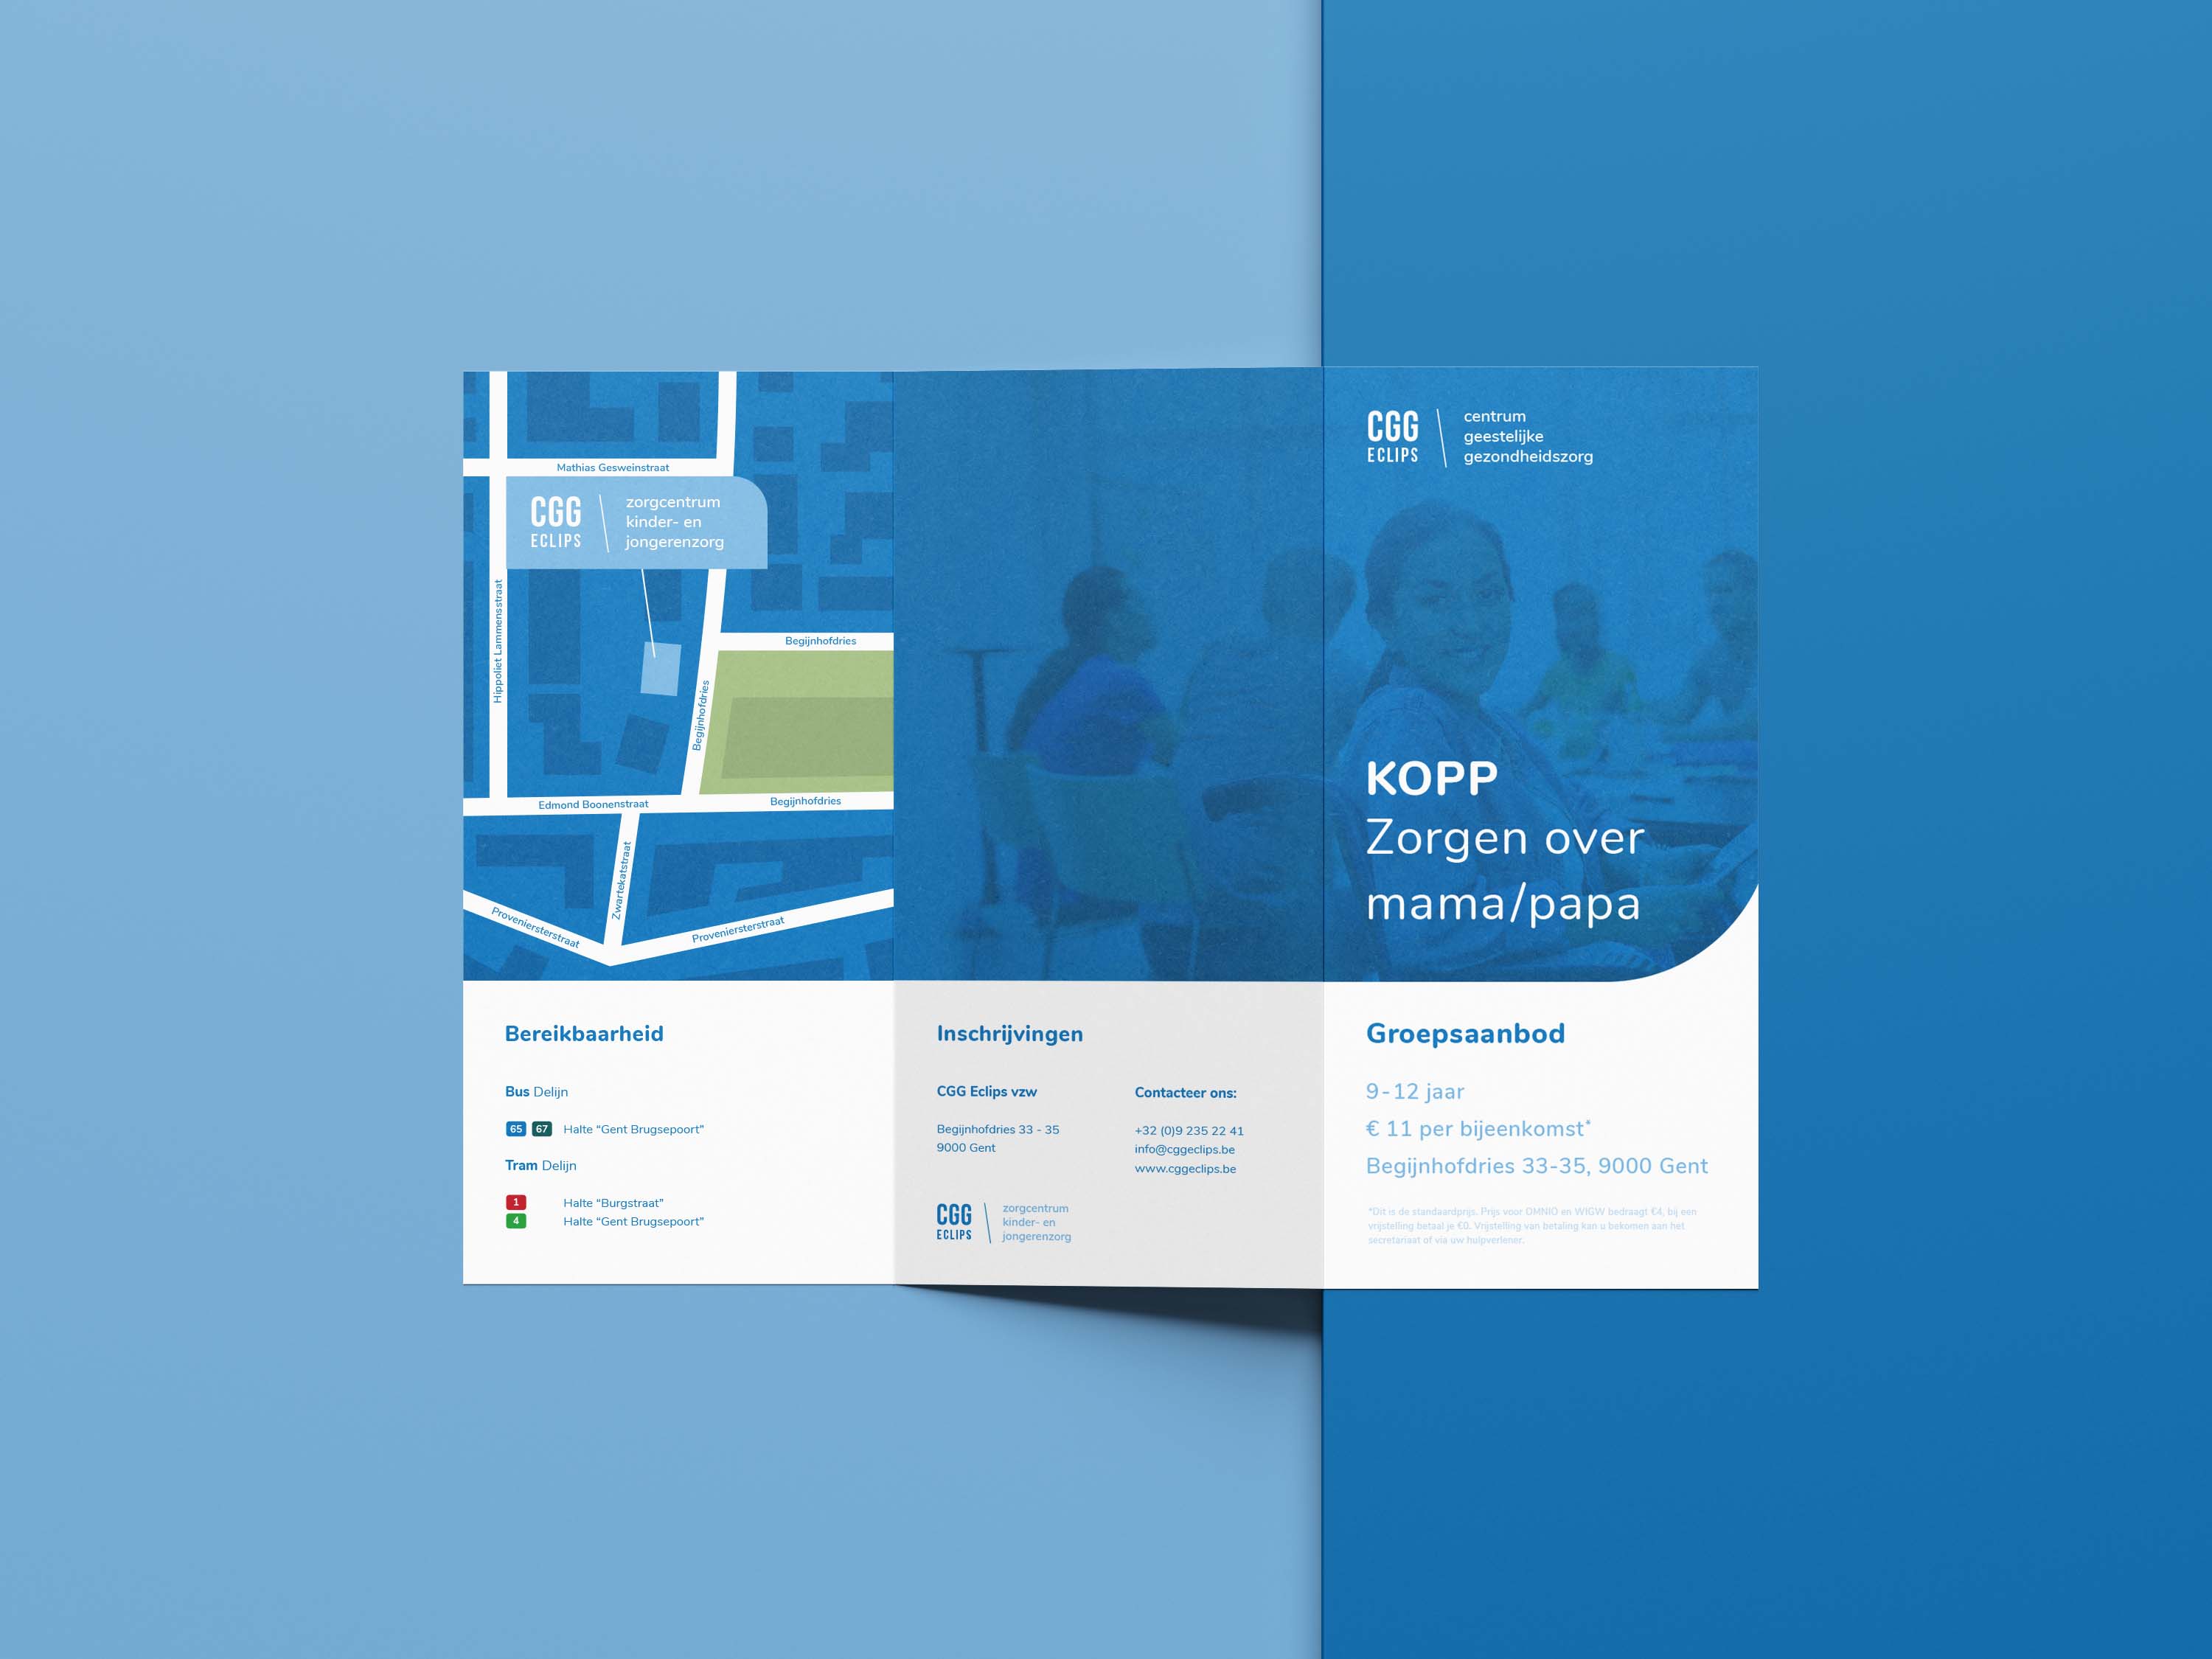 Mathias Gesweinstraat
CGG
ECLIPS
zorgcentrum
kinder- en
jongerenzorg
Hippoliet Lammensstraat
Begijnhofdries
Begijnhofdries
Edmond Boonenstraat
Begijnhofdries
Zwartekatstraat
Proveniersterstraat
Proveniersterstraat
Bereikbaarheid
Bus Delijn
65 67 Halte “Gent Brugsepoort”
Tram Delijn
1 Halte “Burgstraat”
4 Halte “Gent Brugsepoort”
Inschrijvingen
CGG Eclips vzw
Begijnhofdries 33 - 35
9000 Gent
Contacteer ons:
+32 (0)9 235 22 41
info@cggeclips.be
www.cggeclips.be
CGG
ECLIPS
zorgcentrum
kinder- en
jongerenzorg
CGG
ECLIPS
centrum
geestelijke
gezondheidszorg
KOPP
Zorgen over
mama/papa
Groepsaanbod
9-12 jaar
€ 11 per bijeenkomst*
Begijnhofdries 33-35, 9000 Gent
*Dit is de standaardprijs. Prijs voor OMNIO en WIGW bedraagt €4, bij een
vrijstelling betaal je €0. Vrijstelling van betaling kan u bekomen aan het
secretariaat of via uw hulpverlener.